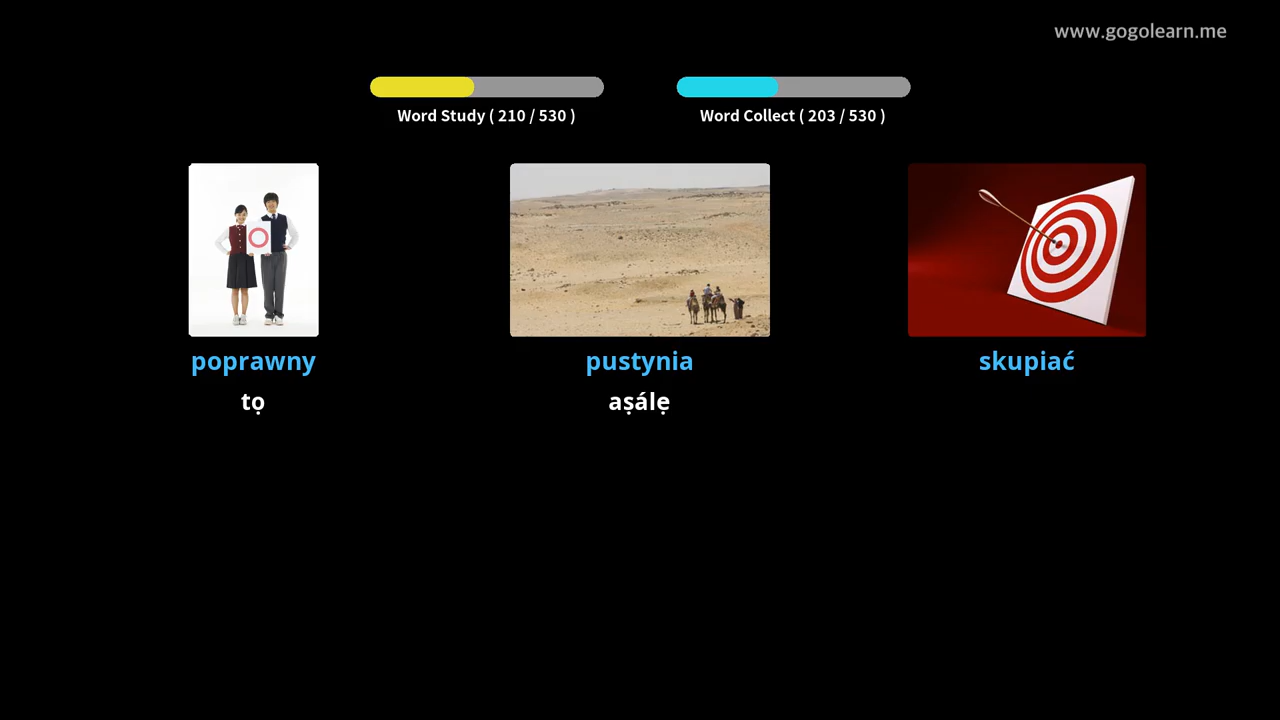 www.gogolearn.me
Word Study ( 210 / 530 )
Word Collect ( 203 / 530 )
poprawny
tọ
pustynia
aṣálẹ
skupiać